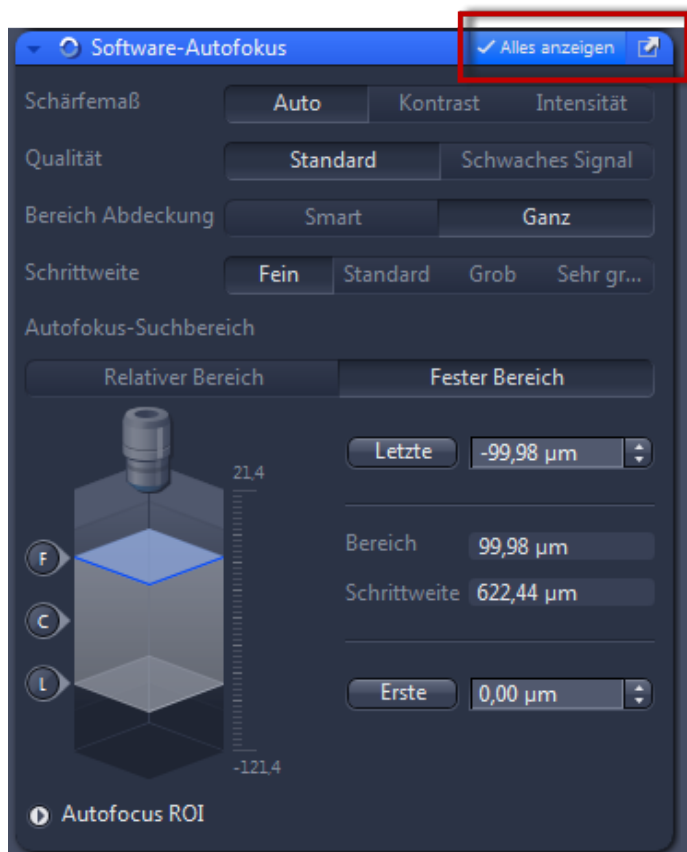 Software-Autofokus Alles anzeigen
Schärfemaß Auto Kontrast Intensität
Qualität Standard Schwaches Signal
Bereich Abdeckung Smart Ganz
Schrittweite Fein Standard Grob Sehr gr...
Autofokus-Suchbereich
Relativer Bereich Fester Bereich
Letzte -99,98 µm
21,4
F
Bereich 99,98 µm
Schrittweite 622,44 µm
C
L
Erste 0,00 µm
-121,4
Autofocus ROI